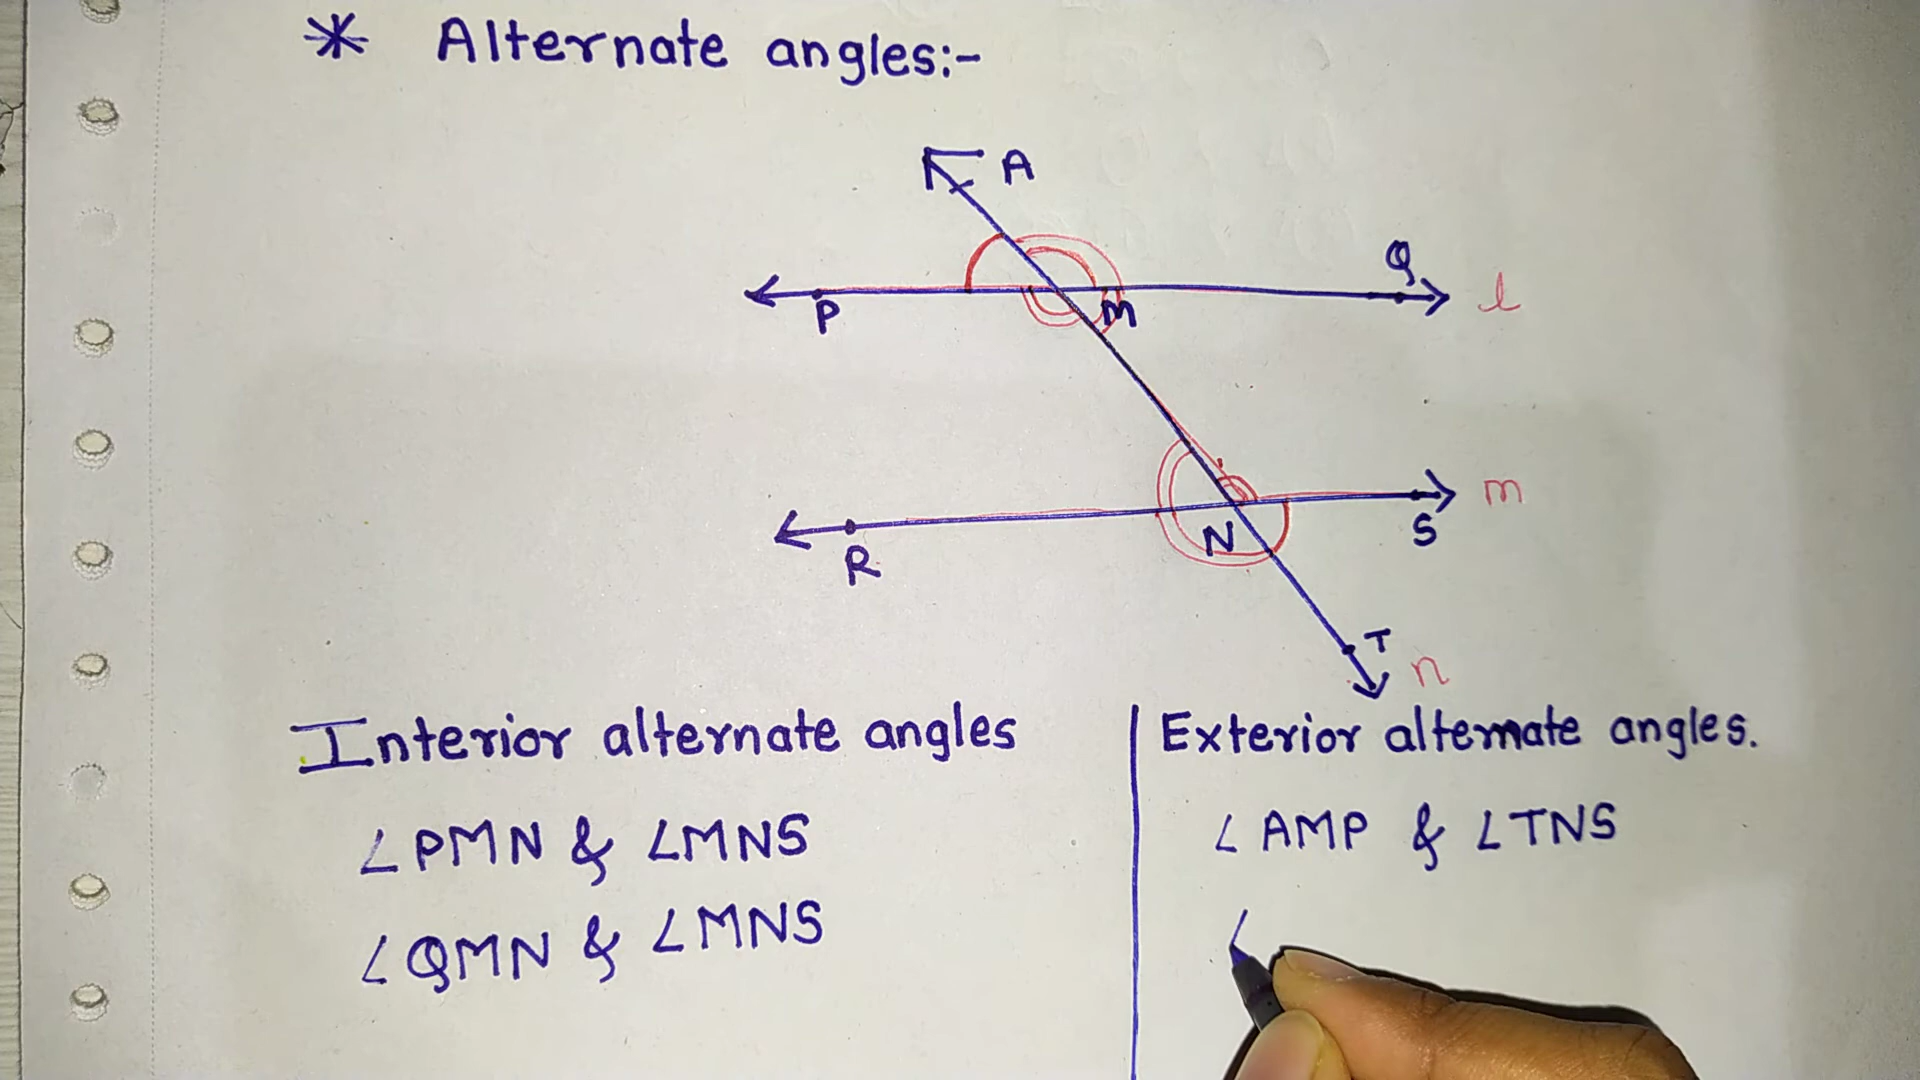 * Alternate angles:-
A
Q
l
P
M
m
S
N
R
T
n
Interior alternate angles
∠PMN & ∠MNS
∠QMN & ∠MNS
Exterior alternate angles.
∠AMP & ∠TNS
∠